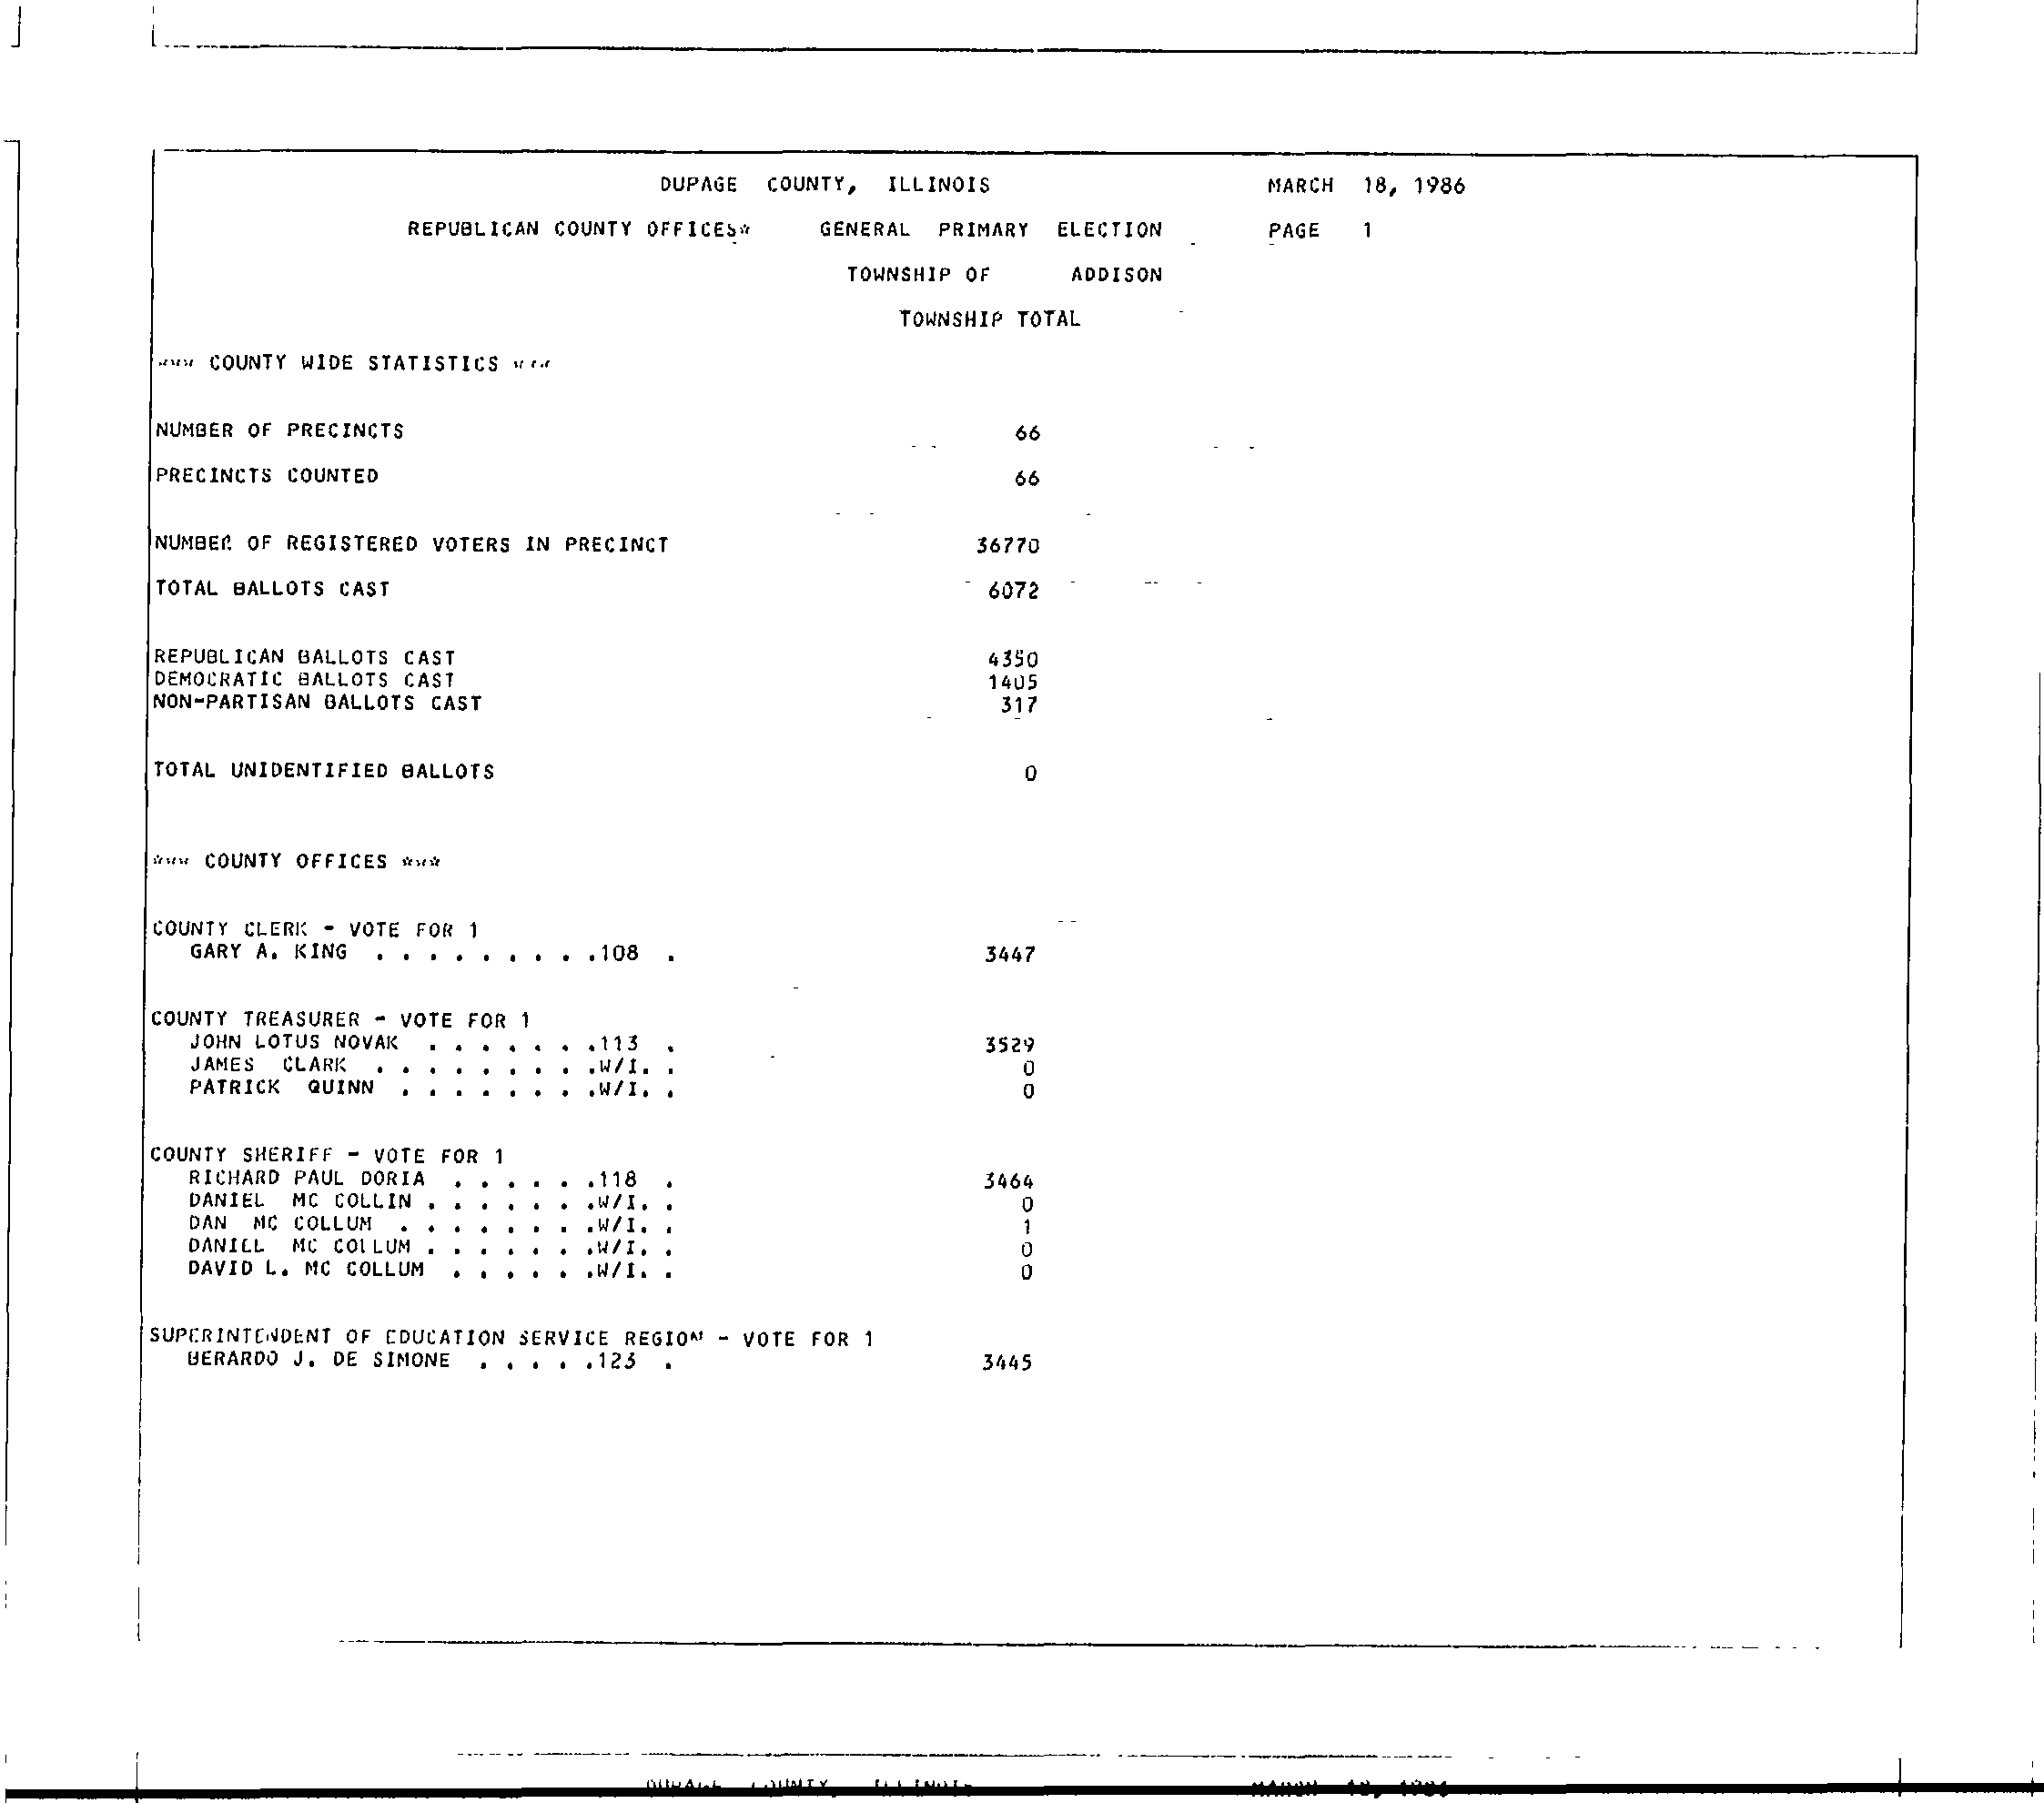 DUPAGE COUNTY, ILLINOIS MARCH 18, 1986
REPUBLICAN COUNTY OFFICES* GENERAL PRIMARY ELECTION PAGE 1
TOWNSHIP OF ADDISON
TOWNSHIP TOTAL
*** COUNTY WIDE STATISTICS ***
NUMBER OF PRECINCTS 66
PRECINCTS COUNTED 66
NUMBER OF REGISTERED VOTERS IN PRECINCT 36770
TOTAL BALLOTS CAST 6072
REPUBLICAN BALLOTS CAST 4350
DEMOCRATIC BALLOTS CAST 1405
NON-PARTISAN BALLOTS CAST 317
TOTAL UNIDENTIFIED BALLOTS 0
*** COUNTY OFFICES ***
COUNTY CLERK - VOTE FOR 1
GARY A. KING . . . . . . . . .108 . 3447
COUNTY TREASURER - VOTE FOR 1
JOHN LOTUS NOVAK . . . . . . .113 . 3529
JAMES CLARK . . . . . . . . .W/I. . 0
PATRICK QUINN . . . . . . . .W/I. . 0
COUNTY SHERIFF - VOTE FOR 1
RICHARD PAUL DORIA . . . . . .118 . 3464
DANIEL MC COLLIN . . . . . . .W/I. . 0
DAN MC COLLUM . . . . . . . .W/I. . 1
DANIEL MC COLLUM . . . . . . .W/I. . 0
DAVID L. MC COLLUM . . . . . .W/I. . 0
SUPERINTENDENT OF EDUCATION SERVICE REGION - VOTE FOR 1
BERARDO J. DE SIMONE . . . . .123 . 3445
DUPAGE COUNTY, ILLINOIS MARCH 18, 1986